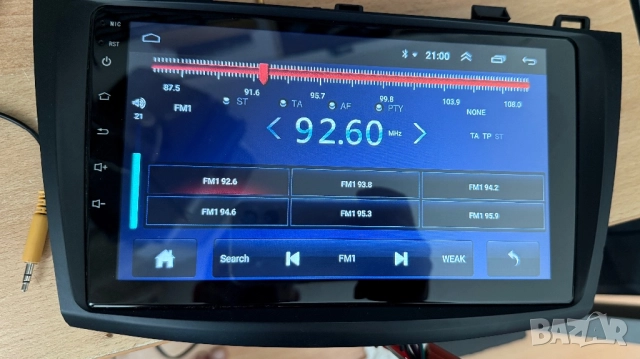 MIC
RST
21:00
87.5 91.6 95.7 99.8 103.9 108.0
ST TA AF PTY
FM1
NONE
21
92.60 MHz
TA TP ST
FM1 92.6 FM1 93.8 FM1 94.2
FM1 94.6 FM1 95.3 FM1 95.9
Search FM1 WEAK
BAZAR